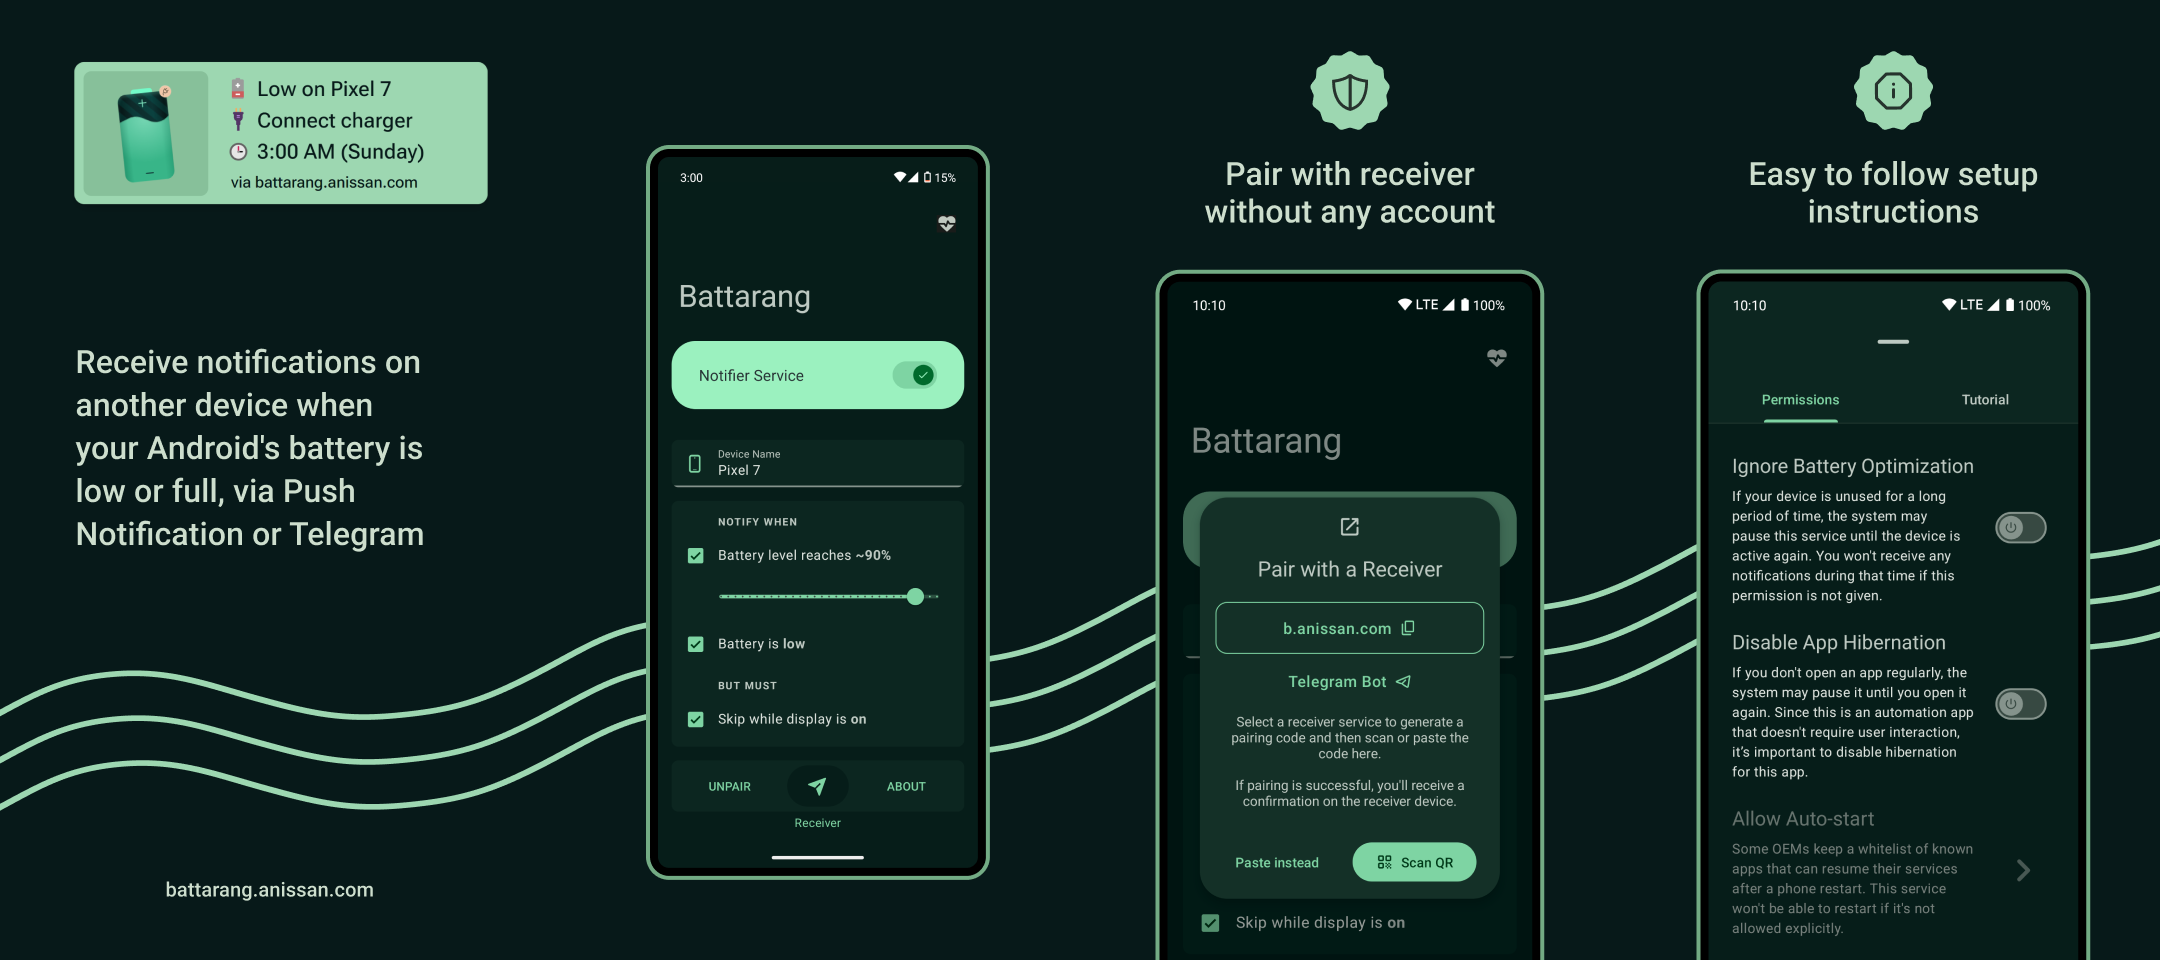 Low on Pixel 7
Connect charger
3:00 AM (Sunday)
via battarang.anissan.com
Receive notifications on
another device when
your Android's battery is
low or full, via Push
Notification or Telegram
battarang.anissan.com
3:00
15%
Battarang
Notifier Service
Device Name
Pixel 7
NOTIFY WHEN
Battery level reaches ~90%
Battery is low
BUT MUST
Skip while display is on
UNPAIR
ABOUT
Receiver
Pair with receiver
without any account
10:10
LTE 100%
Battarang
Pair with a Receiver
b.anissan.com
Telegram Bot
Select a receiver service to generate a
pairing code and then scan or paste the
code here.
If pairing is successful, you'll receive a
confirmation on the receiver device.
Paste instead
Scan QR
Skip while display is on
Easy to follow setup
instructions
10:10
LTE 100%
Permissions
Tutorial
Ignore Battery Optimization
If your device is unused for a long
period of time, the system may
pause this service until the device is
active again. You won't receive any
notifications during that time if this
permission is not given.
Disable App Hibernation
If you don't open an app regularly, the
system may pause it until you open it
again. Since this is an automation app
that doesn't require user interaction,
it's important to disable hibernation
for this app.
Allow Auto-start
Some OEMs keep a whitelist of known
apps that can resume their services
after a phone restart. This service
won't be able to restart if it's not
allowed explicitly.